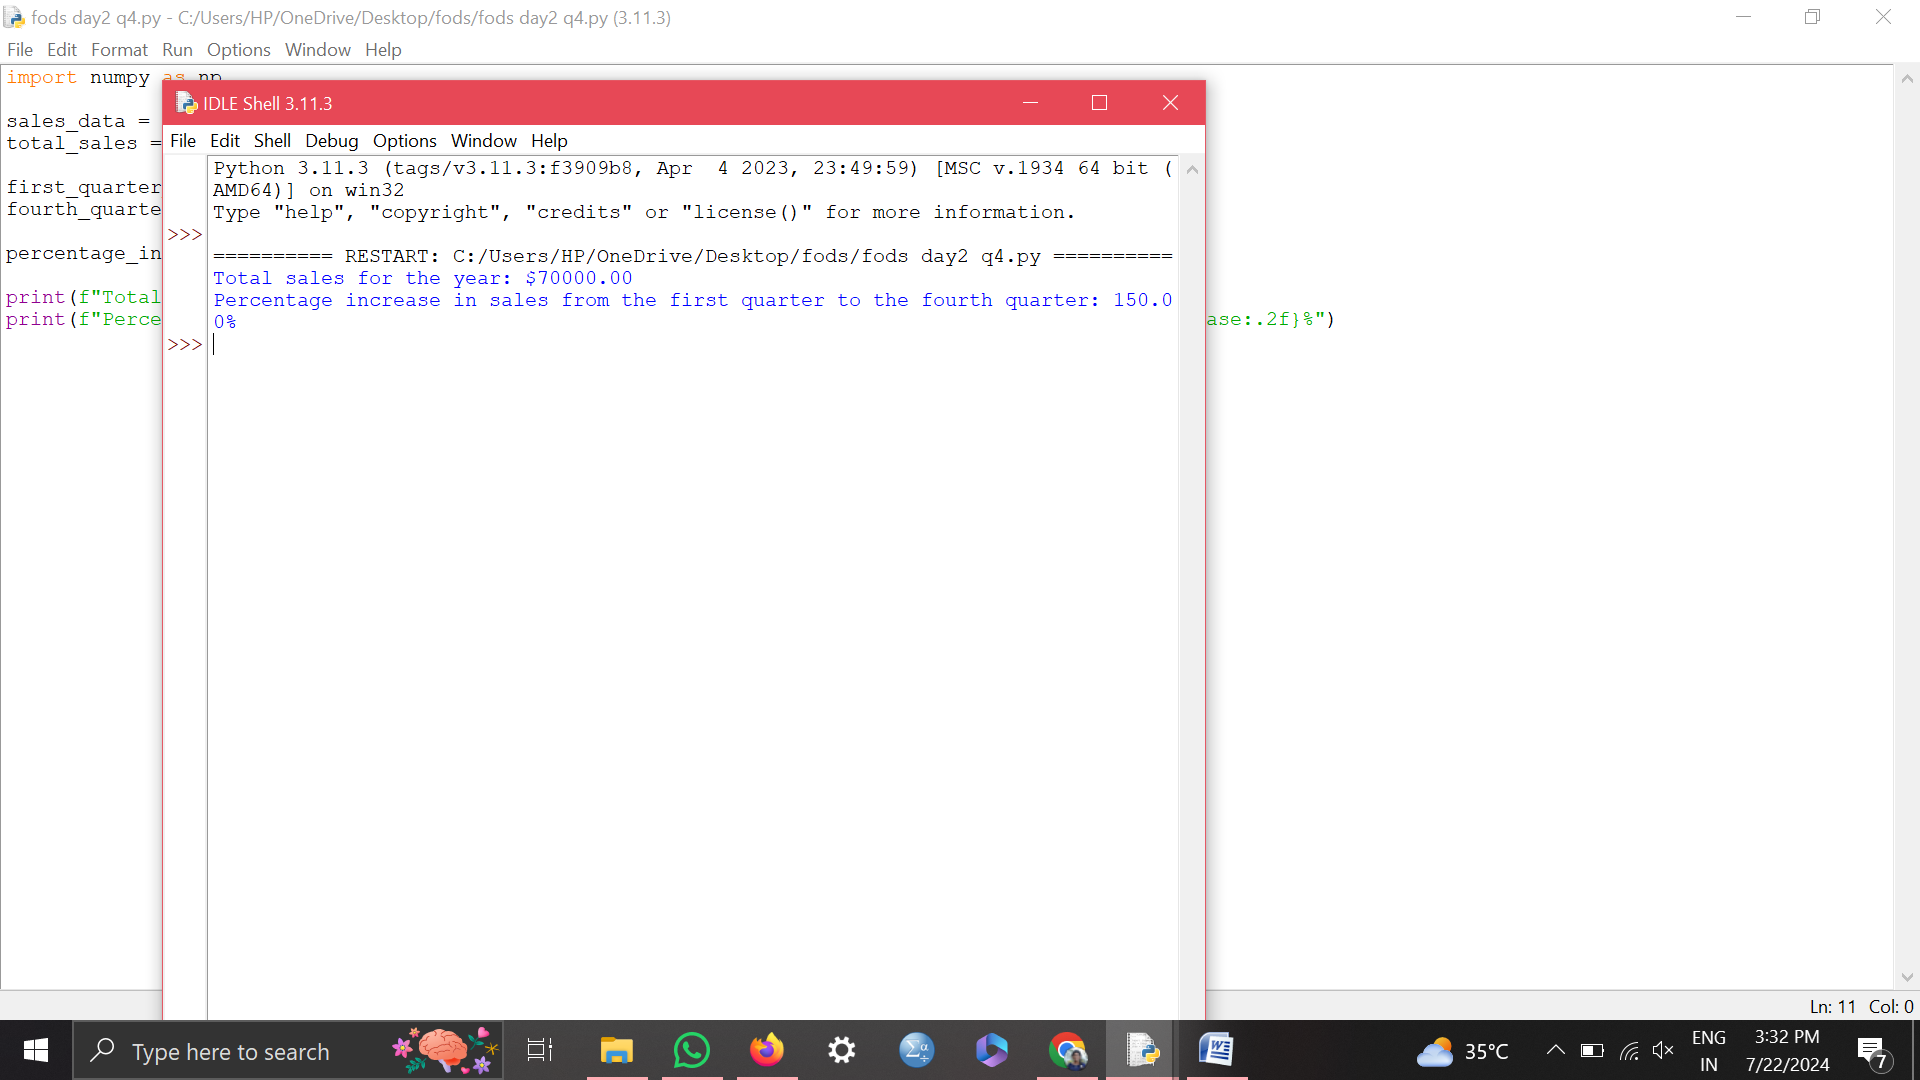 fods day2 q4.py - C:/Users/HP/OneDrive/Desktop/fods/fods day2 q4.py (3.11.3)
File Edit Format Run Options Window Help
import numpy as np
IDLE Shell 3.11.3
sales_data =
total_sales =
File Edit Shell Debug Options Window Help
Python 3.11.3 (tags/v3.11.3:f3909b8, Apr  4 2023, 23:49:59) [MSC v.1934 64 bit (
AMD64)] on win32
Type "help", "copyright", "credits" or "license()" for more information.
first_quarter
fourth_quarte
>>>
percentage_in
========== RESTART: C:/Users/HP/OneDrive/Desktop/fods/fods day2 q4.py ==========
Total sales for the year: $70000.00
print(f"Total
Percentage increase in sales from the first quarter to the fourth quarter: 150.0
0%
print(f"Perce
ase:.2f}%")
>>>
Ln: 11 Col: 0
Type here to search
35°C
ENG
IN
3:32 PM
7/22/2024
7